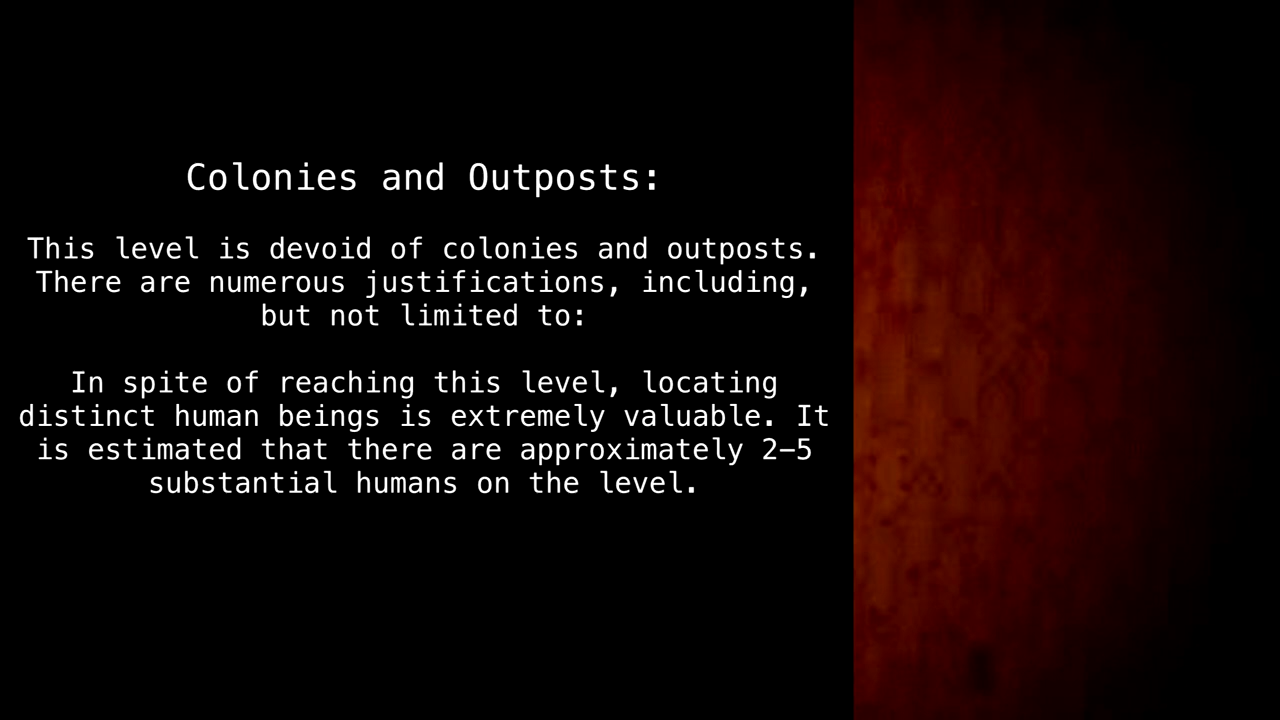 Colonies and Outposts:
This level is devoid of colonies and outposts.
There are numerous justifications, including,
but not limited to:
In spite of reaching this level, locating
distinct human beings is extremely valuable. It
is estimated that there are approximately 2–5
substantial humans on the level.